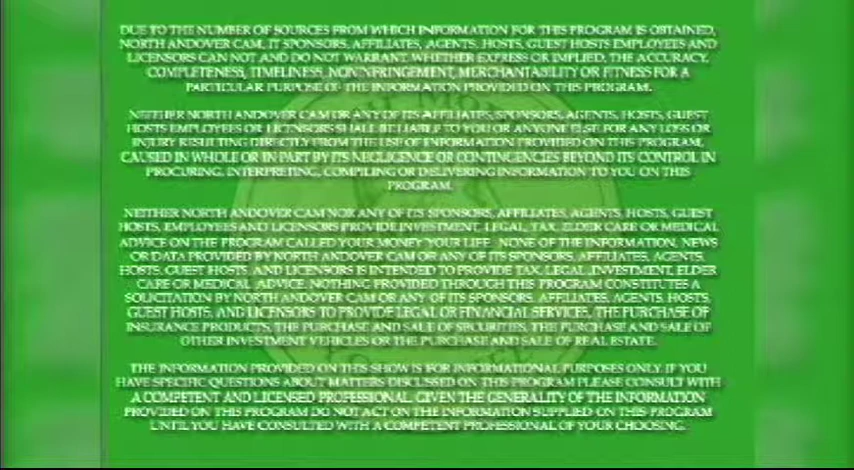 DUE TO THE NUMBER OF SOURCES FROM WHICH INFORMATION FOR THIS PROGRAM IS OBTAINED,
NORTH ANDOVER CAM, IT SPONSORS, AFFILIATES, AGENTS, HOSTS, GUEST HOSTS EMPLOYEES AND
LICENSORS CAN NOT AND DO NOT WARRANT, WHETHER EXPRESS OR IMPLIED, THE ACCURACY,
COMPLETENESS, TIMELINESS, NONINFRINGEMENT, MERCHANTABILITY OR FITNESS FOR A
PARTICULAR PURPOSE OF THE INFORMATION PROVIDED ON THIS PROGRAM.
NEITHER NORTH ANDOVER CAM OR ANY OF ITS AFFILIATES, SPONSORS, AGENTS, HOSTS, GUEST
HOSTS EMPLOYEES OR LICENSORS SHALL BE LIABLE TO YOU OR ANYONE ELSE FOR ANY LOSS OR
INJURY RESULTING DIRECTLY FROM THE USE OF INFORMATION PROVIDED ON THIS PROGRAM,
CAUSED IN WHOLE OR IN PART BY ITS NEGLIGENCE OR CONTINGENCIES BEYOND ITS CONTROL IN
PROCURING, INTERPRETING, COMPILING OR DELIVERING INFORMATION TO YOU ON THIS
PROGRAM.
NEITHER NORTH ANDOVER CAM NOR ANY OF ITS SPONSORS, AFFILIATES, AGENTS, HOSTS, GUEST
HOSTS, EMPLOYEES AND LICENSORS PROVIDE INVESTMENT, LEGAL, TAX, ELDER CARE OR MEDICAL
ADVICE ON THE PROGRAM CALLED YOUR MONEY YOUR LIFE. NONE OF THE INFORMATION, NEWS
OR DATA PROVIDED BY NORTH ANDOVER CAM OR ANY OF ITS SPONSORS, AFFILIATES, AGENTS,
HOSTS, GUEST HOSTS, AND LICENSORS IS INTENDED TO PROVIDE TAX, LEGAL, INVESTMENT, ELDER
CARE OR MEDICAL ADVICE. NOTHING PROVIDED THROUGH THIS PROGRAM CONSTITUTES A
SOLICITATION BY NORTH ANDOVER CAM OR ANY OF ITS SPONSORS, AFFILIATES, AGENTS, HOSTS,
GUEST HOSTS, AND LICENSORS TO PROVIDE LEGAL OR FINANCIAL SERVICES, THE PURCHASE OF
INSURANCE PRODUCTS, THE PURCHASE AND SALE OF SECURITIES, THE PURCHASE AND SALE OF
OTHER INVESTMENT VEHICLES OR THE PURCHASE AND SALE OF REAL ESTATE.
THE INFORMATION PROVIDED ON THIS SHOW IS FOR INFORMATIONAL PURPOSES ONLY. IF YOU
HAVE SPECIFIC QUESTIONS ABOUT MATTERS DISCUSSED ON THIS PROGRAM PLEASE CONSULT WITH
A COMPETENT AND LICENSED PROFESSIONAL. GIVEN THE GENERALITY OF THE INFORMATION
PROVIDED ON THIS PROGRAM DO NOT ACT ON THE INFORMATION SUPPLIED ON THIS PROGRAM
UNTIL YOU HAVE CONSULTED WITH A COMPETENT PROFESSIONAL OF YOUR CHOOSING.